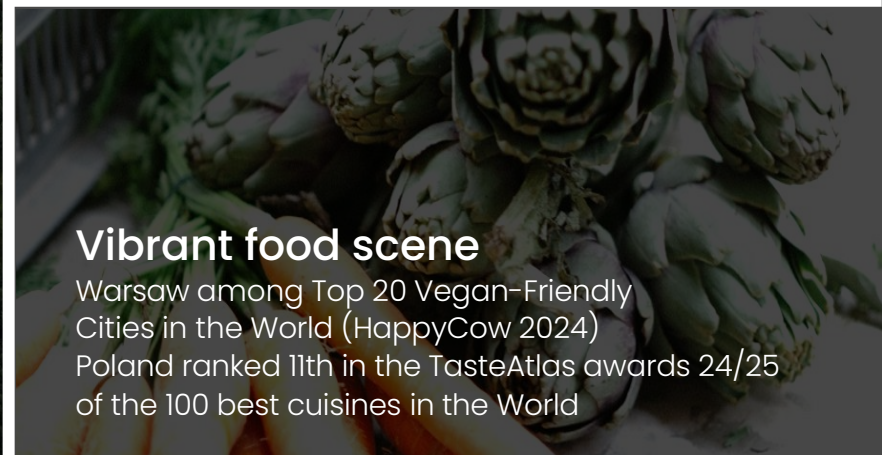 Vibrant food scene
Warsaw among Top 20 Vegan-Friendly
Cities in the World (HappyCow 2024)
Poland ranked 11th in the TasteAtlas awards 24/25
of the 100 best cuisines in the World